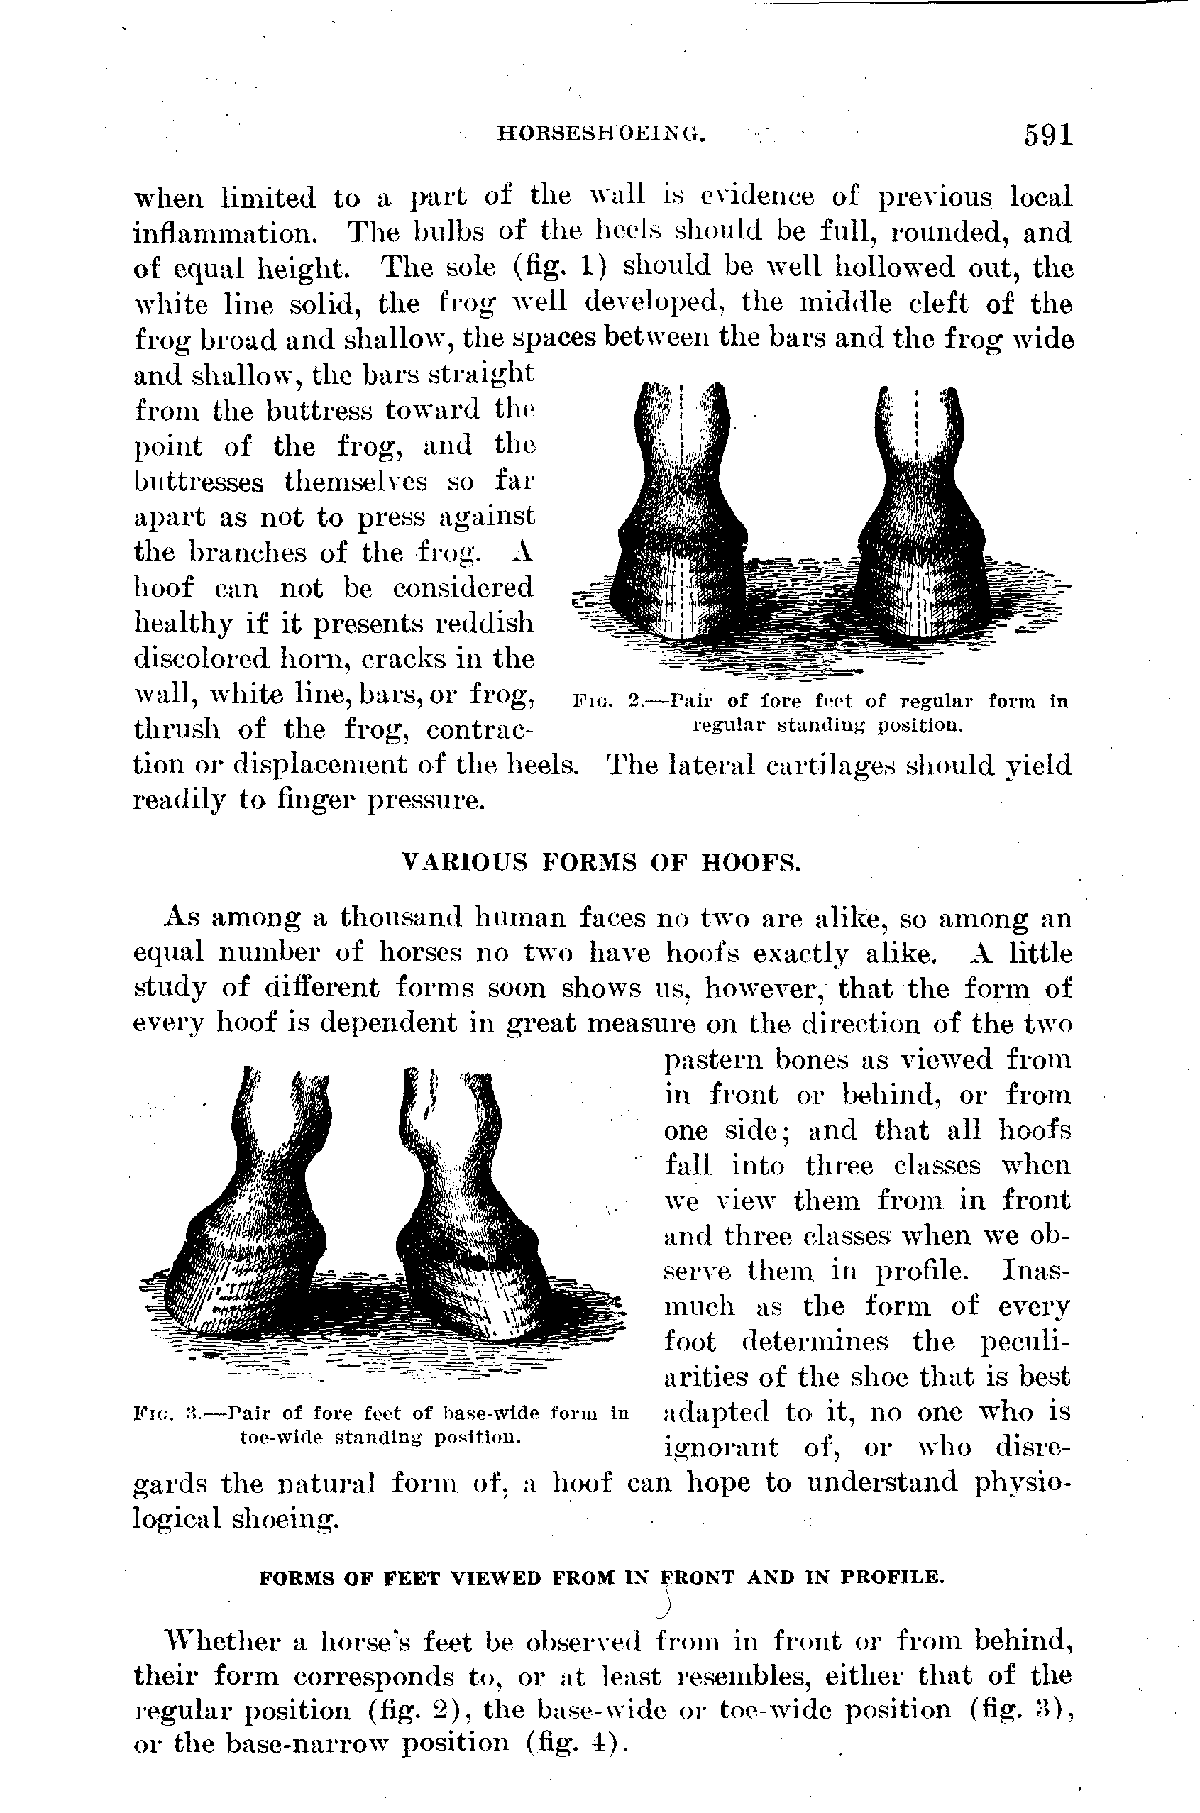 HORSESHOEING. 591
when limited to a part of the wall is evidence of previous local
inflammation. The bulbs of the heels should be full, rounded, and
of equal height. The sole (fig. 1) should be well hollowed out, the
white line solid, the frog well developed, the middle cleft of the
frog broad and shallow, the spaces between the bars and the frog wide
and shallow, the bars straight
from the buttress toward the
point of the frog, and the
buttresses themselves so far
apart as not to press against
the branches of the frog. A
hoof can not be considered
healthy if it presents reddish
discolored horn, cracks in the
wall, white line, bars, or frog,
thrush of the frog, contrac-
FIG. 2.—Pair of fore feet of regular form in
regular standing position.
tion or displacement of the heels. The lateral cartilages should yield
readily to finger pressure.
VARIOUS FORMS OF HOOFS.
As among a thousand human faces no two are alike, so among an
equal number of horses no two have hoofs exactly alike. A little
study of different forms soon shows us, however, that the form of
every hoof is dependent in great measure on the direction of the two
pastern bones as viewed from
in front or behind, or from
one side; and that all hoofs
fall into three classes when
we view them from in front
and three classes when we ob-
serve them in profile. Inas-
much as the form of every
foot determines the peculi-
arities of the shoe that is best
adapted to it, no one who is
ignorant of, or who disre-
FIG. 3.—Pair of fore feet of base-wide form in
toe-wide standing position.
gards the natural form of, a hoof can hope to understand physio-
logical shoeing.
FORMS OF FEET VIEWED FROM IN FRONT AND IN PROFILE.
Whether a horse's feet be observed from in front or from behind,
their form corresponds to, or at least resembles, either that of the
regular position (fig. 2), the base-wide or toe-wide position (fig. 3),
or the base-narrow position (fig. 4).